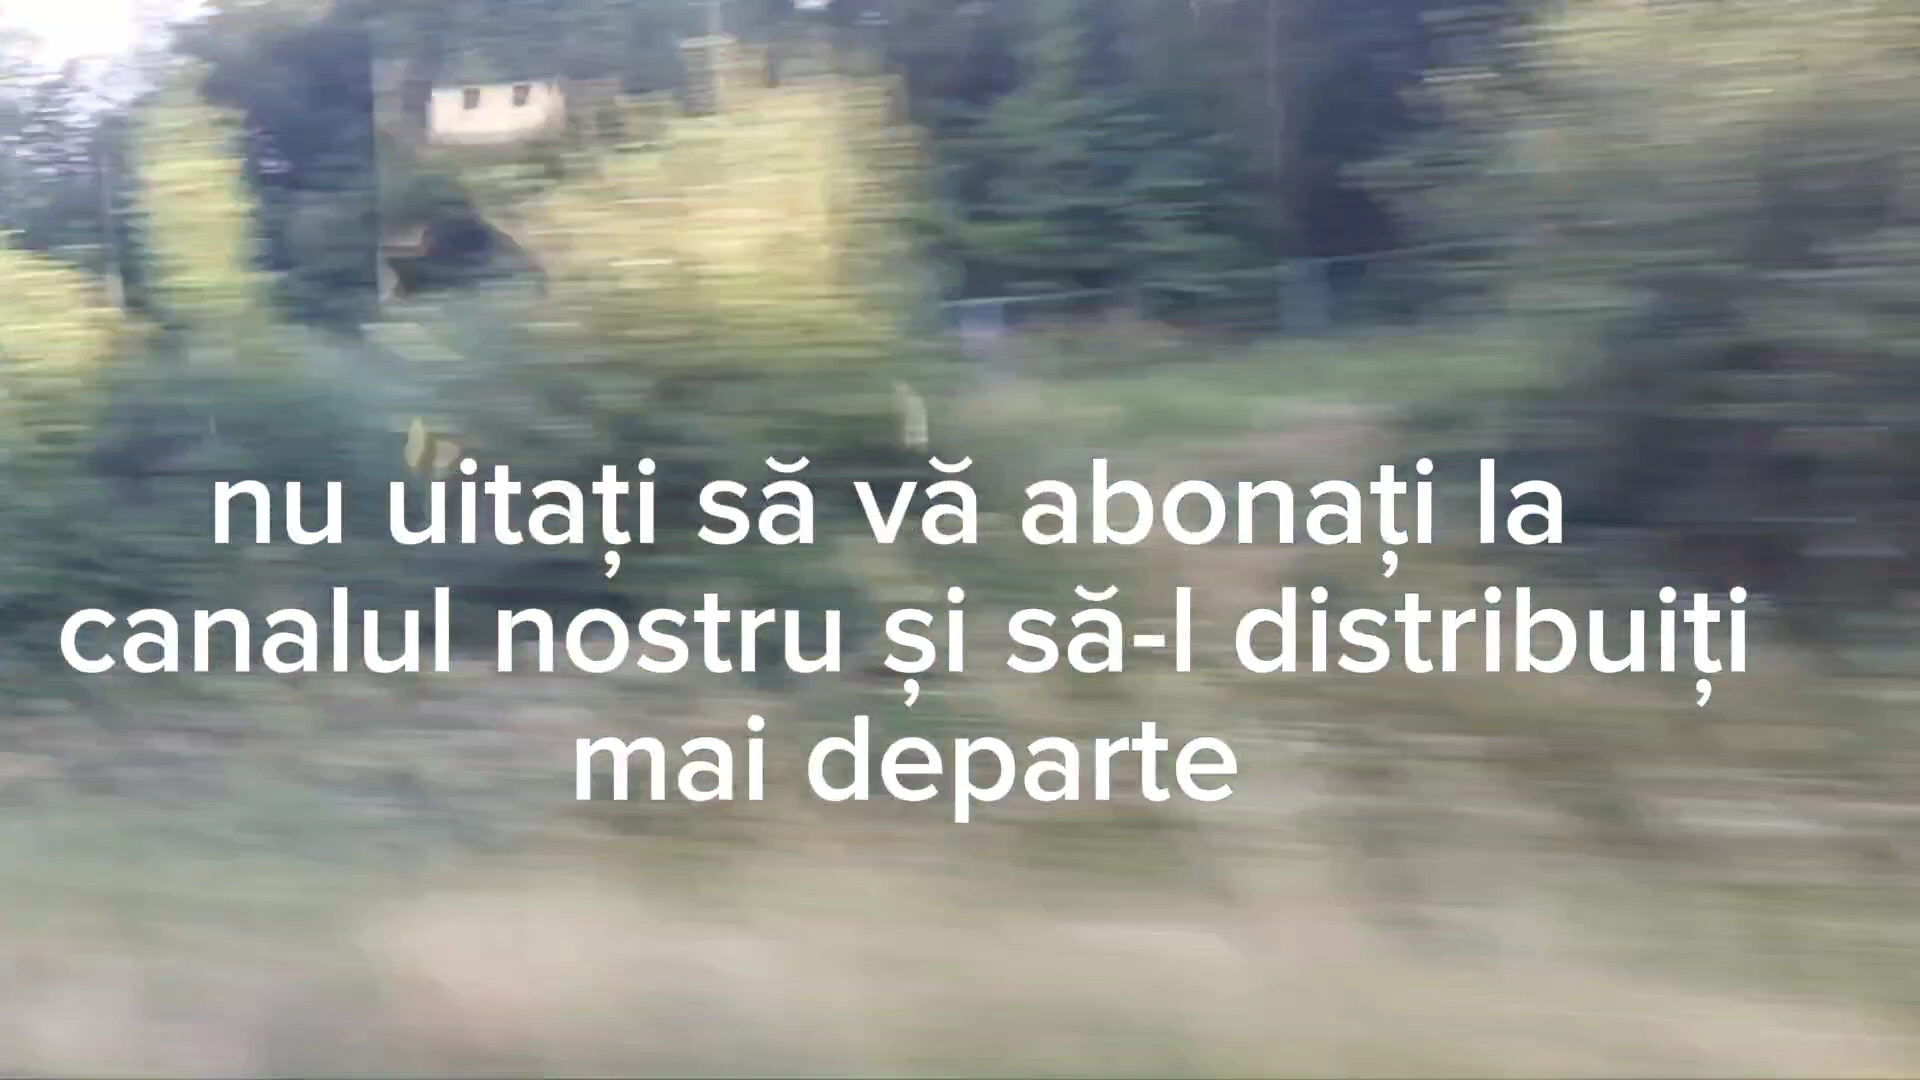 nu uitați să vă abonați la
canalul nostru și să-l distribuiți
mai departe